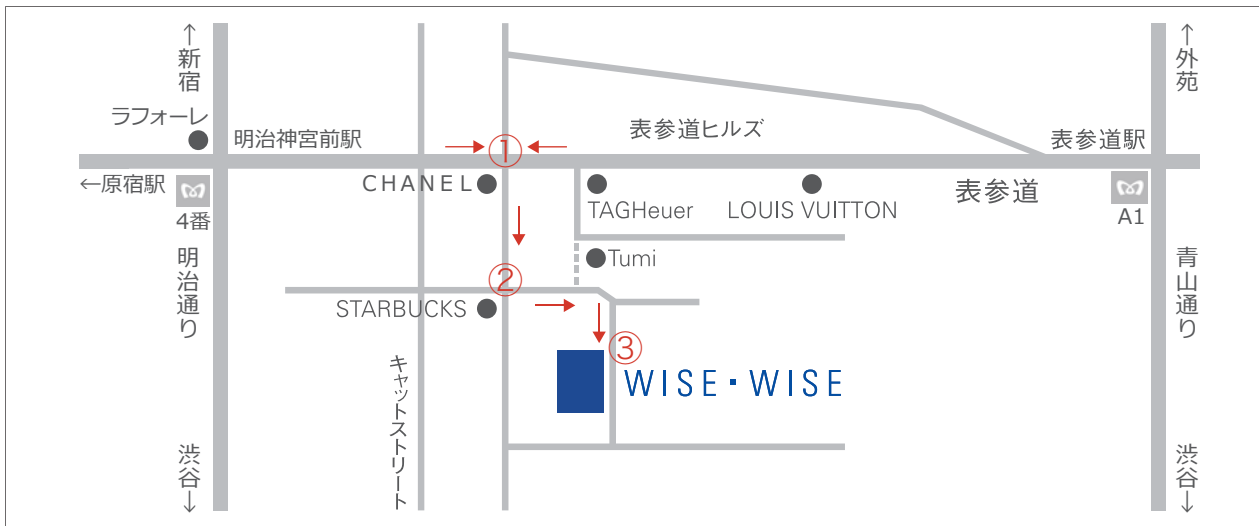 ↑新宿
↑外苑
ラフォーレ
明治神宮前駅
①
表参道ヒルズ
表参道駅
←原宿駅
CHANEL
表参道
4番
TAGHeuer
LOUIS VUITTON
A1
明治通り
Tumi
青山通り
②
STARBUCKS
③
キャットストリート
WISE・WISE
渋谷↓
渋谷↓